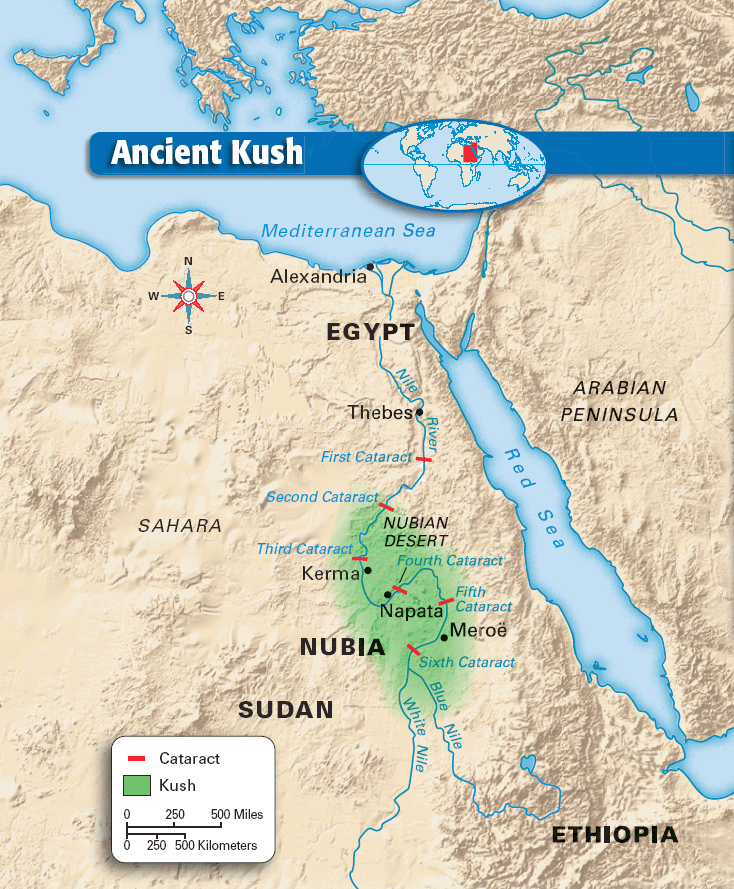 Ancient Kush
Mediterranean Sea
Alexandria
N
W
E
S
EGYPT
ARABIAN
PENINSULA
Nile
River
Thebes
Red Sea
First Cataract
Second Cataract
SAHARA
NUBIAN
DESERT
Third Cataract
Fourth Cataract
Kerma
Fifth
Cataract
Napata
Meroë
NUBIA
Sixth Cataract
SUDAN
Blue Nile
White Nile
Cataract
Kush
0 250 500 Miles
0 250 500 Kilometers
ETHIOPIA